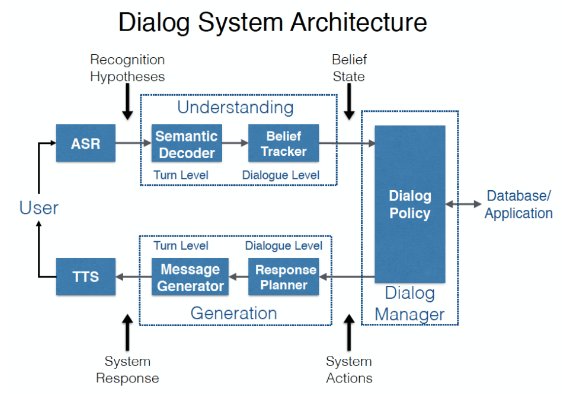 Dialog System Architecture
Recognition
Hypotheses
Belief
State
Understanding
ASR
Semantic
Decoder
Belief
Tracker
Turn Level
Dialogue Level
User
Dialog
Policy
Database/
Application
Turn Level
Dialogue Level
TTS
Message
Generator
Response
Planner
Generation
Dialog
Manager
System
Response
System
Actions